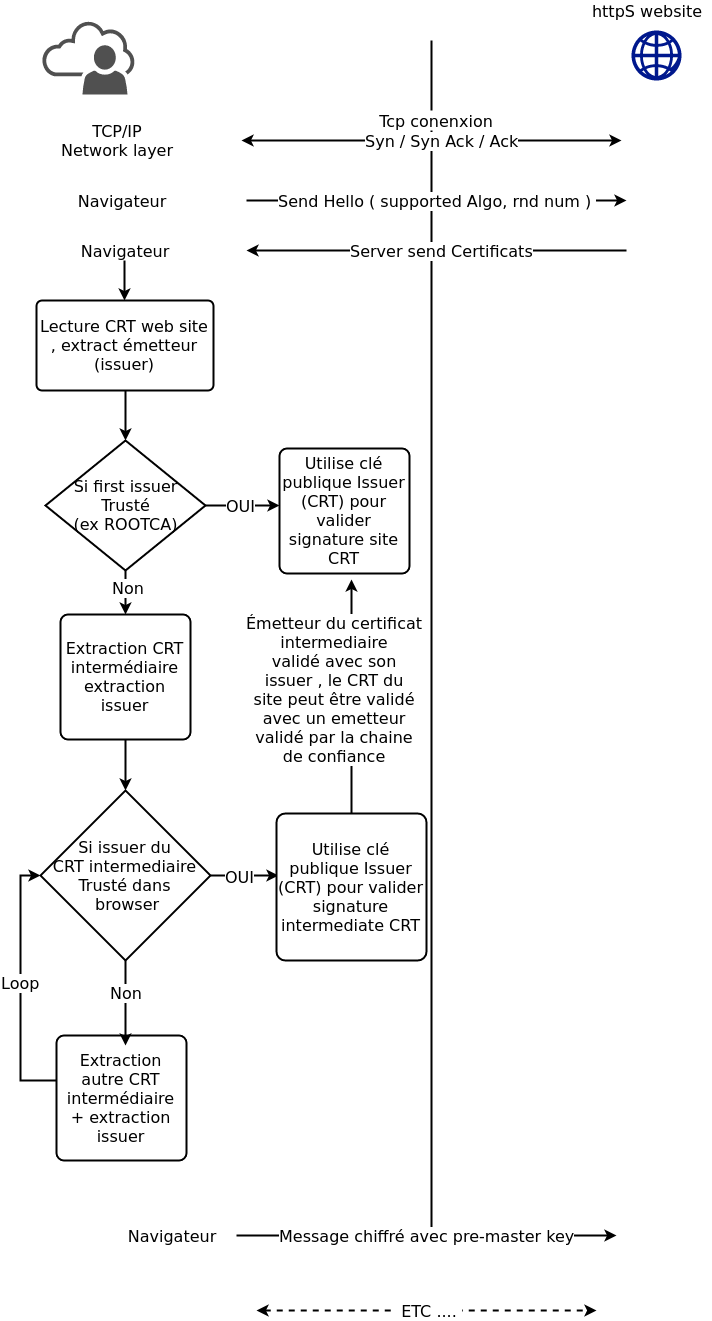 httpS website
Tcp conenxion
TCP/IP
Network layer
Syn / Syn Ack / Ack
Navigateur
Send Hello ( supported Algo, rnd num )
Navigateur
Server send Certificats
Lecture CRT web site
, extract émetteur
(issuer)
Si first issuer
Trusté
(ex ROOTCA)
OUI
Utilise clé
publique Issuer
(CRT) pour
valider
signature site
CRT
Non
Extraction CRT
intermédiaire
extraction
issuer
Émetteur du certificat
intermediaire
validé avec son
issuer , le CRT du
site peut être validé
avec un emetteur
validé par la chaine
de confiance
Si issuer du
CRT intermediaire
Trusté dans
browser
OUI
Utilise clé
publique Issuer
(CRT) pour valider
signature
intermediate CRT
Loop
Non
Extraction
autre CRT
intermédiaire
+ extraction
issuer
Navigateur
Message chiffré avec pre-master key
ETC ....